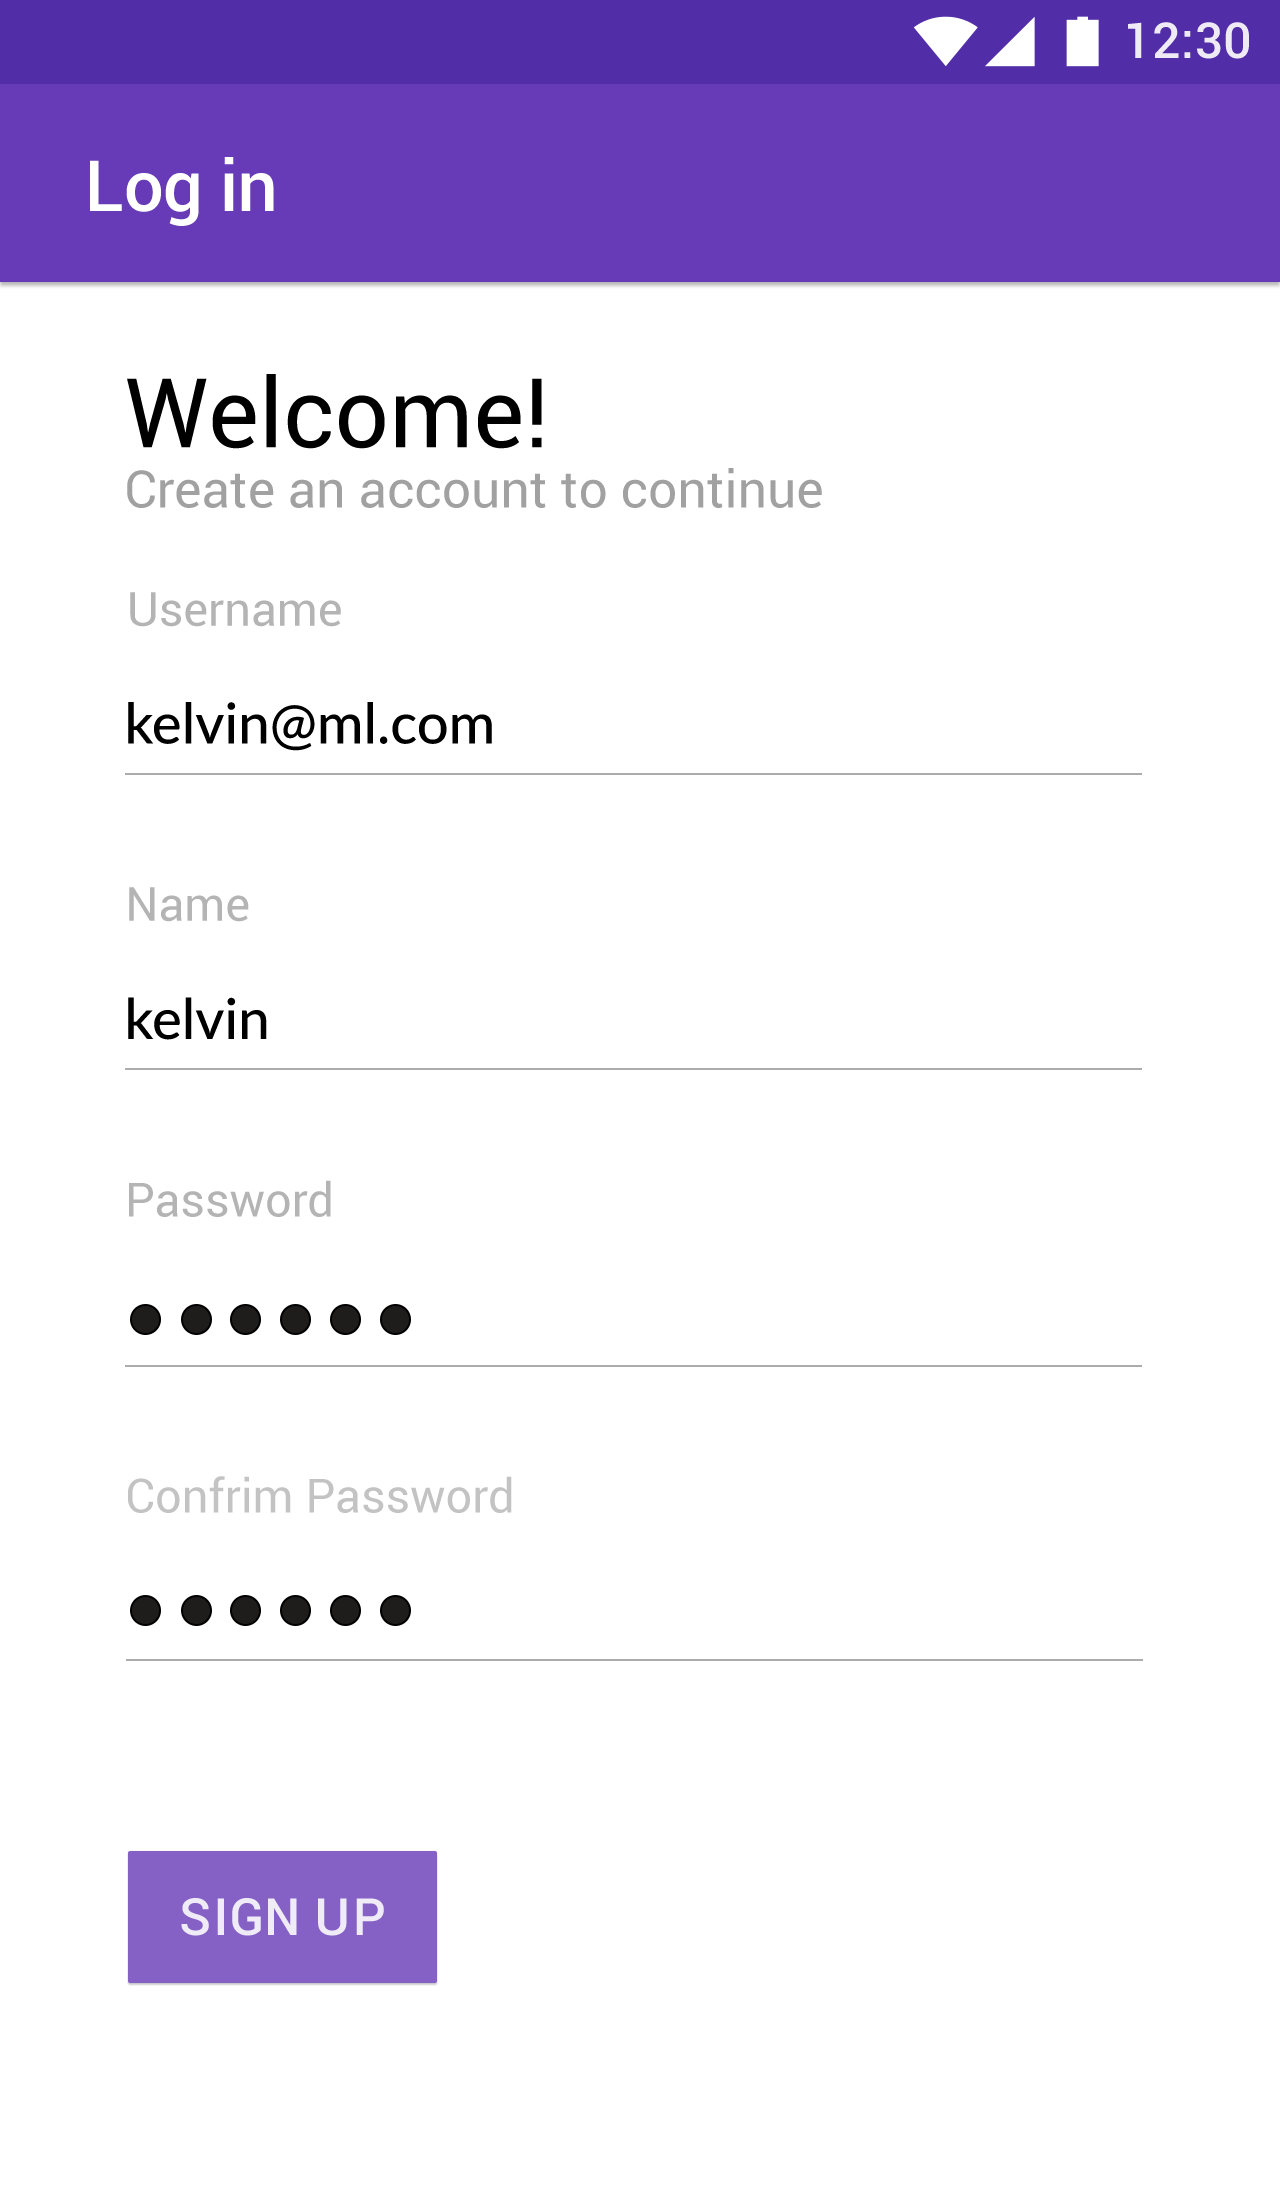 12:30
Log in
Welcome!
Create an account to continue
Username
kelvin@ml.com
Name
kelvin
Password
Confrim Password
SIGN UP